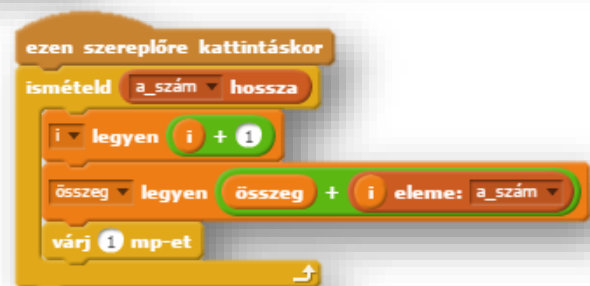 ezen szereplőre kattintáskor
ismételd a_szám hossza
i legyen i + 1
összeg legyen összeg + i eleme: a_szám
várj 1 mp-et